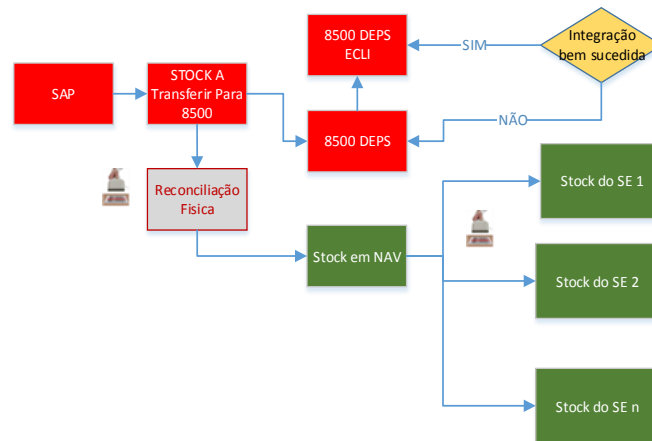 8500 DEPS
ECLI
SIM
Integração
bem sucedida
SAP
STOCK A
Transferir Para
8500
8500 DEPS
NÃO
Reconciliação
Fisica
Stock em NAV
Stock do SE 1
Stock do SE 2
Stock do SE n